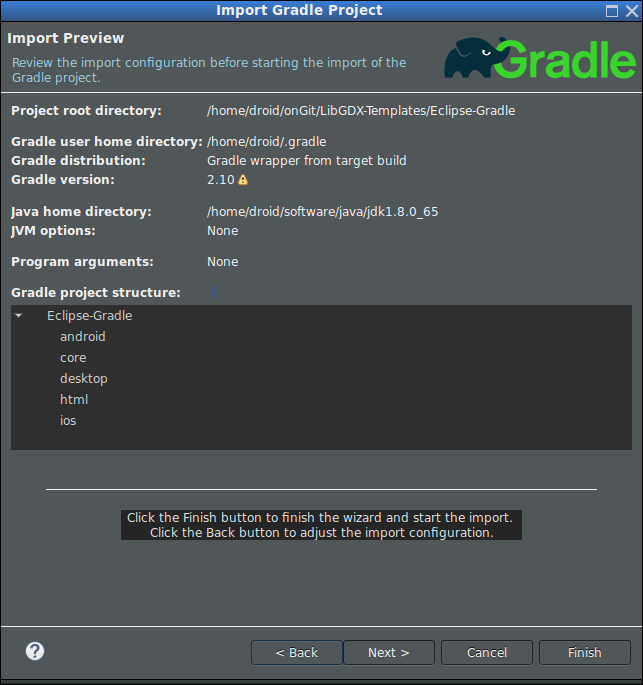 Import Gradle Project
Import Preview
Review the import configuration before starting the import of the
Gradle project.
Gradle
Project root directory: /home/droid/onGit/LibGDX-Templates/Eclipse-Gradle
Gradle user home directory: /home/droid/.gradle
Gradle distribution: Gradle wrapper from target build
Gradle version: 2.10
Java home directory: /home/droid/software/java/jdk1.8.0_65
JVM options: None
Program arguments: None
Gradle project structure:
Eclipse-Gradle
android
core
desktop
html
ios
Click the Finish button to finish the wizard and start the import.
Click the Back button to adjust the import configuration.
? < Back Next > Cancel Finish